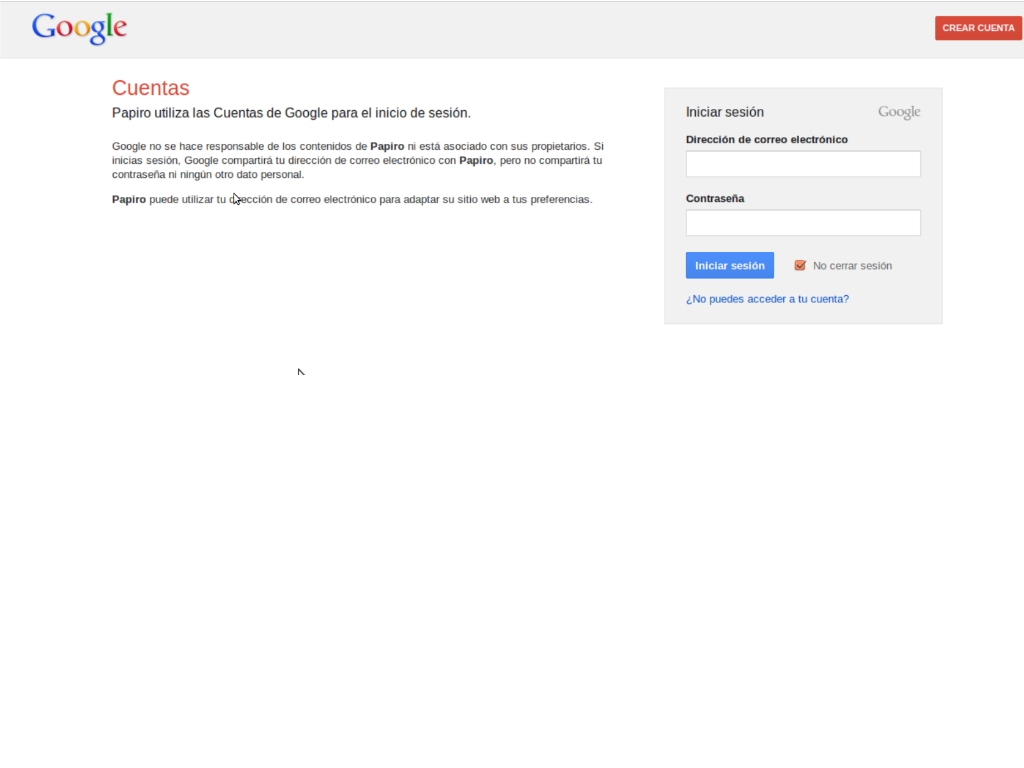 Google
CREAR CUENTA
Cuentas
Papiro utiliza las Cuentas de Google para el inicio de sesión.
Google no se hace responsable de los contenidos de Papiro ni está asociado con sus propietarios. Si
inicias sesión, Google compartirá tu dirección de correo electrónico con Papiro, pero no compartirá tu
contraseña ni ningún otro dato personal.
Papiro puede utilizar tu dirección de correo electrónico para adaptar su sitio web a tus preferencias.
Iniciar sesión Google
Dirección de correo electrónico
Contraseña
Iniciar sesión No cerrar sesión
¿No puedes acceder a tu cuenta?